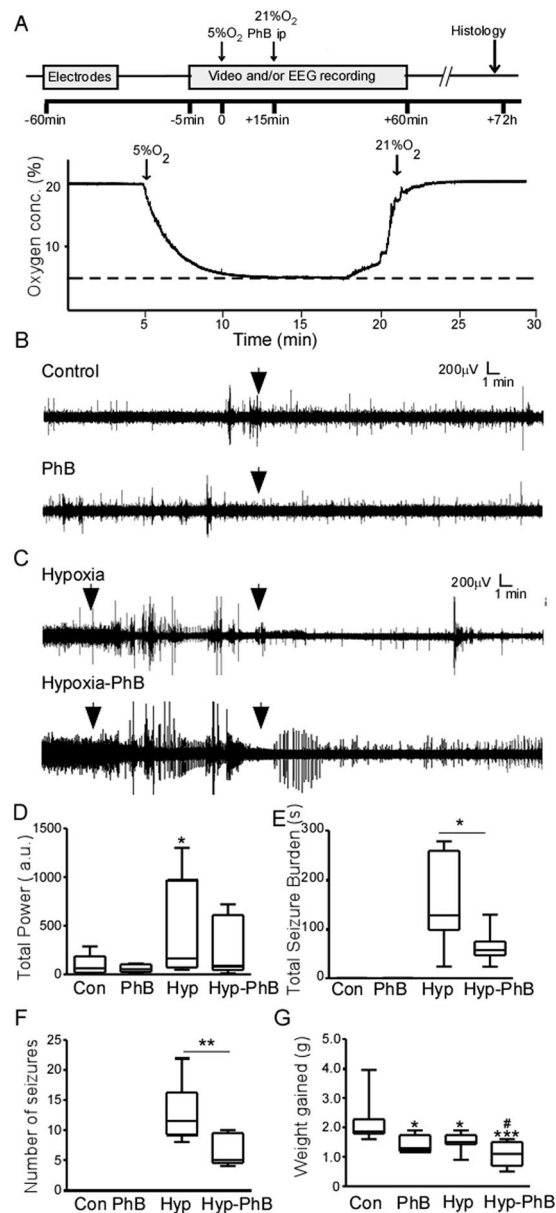 A
21%O2
5%O2 PhB ip
Histology
Electrodes
Video and/or EEG recording
-60min
-5min
0
+15min
+60min
+72h
Oxygen conc. (%)
5%O2
21%O2
20
10
5
10
15
20
25
30
Time (min)
B
Control
200µV
1 min
PhB
C
Hypoxia
200µV
1 min
Hypoxia-PhB
D
Total Power ( a.u.)
1500
1000
500
0
*
Con PhB Hyp Hyp-PhB
E
Total Seizure Burden (s)
300
200
100
0
*
Con PhB Hyp Hyp-PhB
F
Number of seizures
25
20
15
10
5
0
**
Con PhB Hyp Hyp-PhB
G
Weight gained (g)
5.0
4.0
3.0
2.0
1.0
0
*
*
#
***
Con PhB Hyp Hyp-PhB